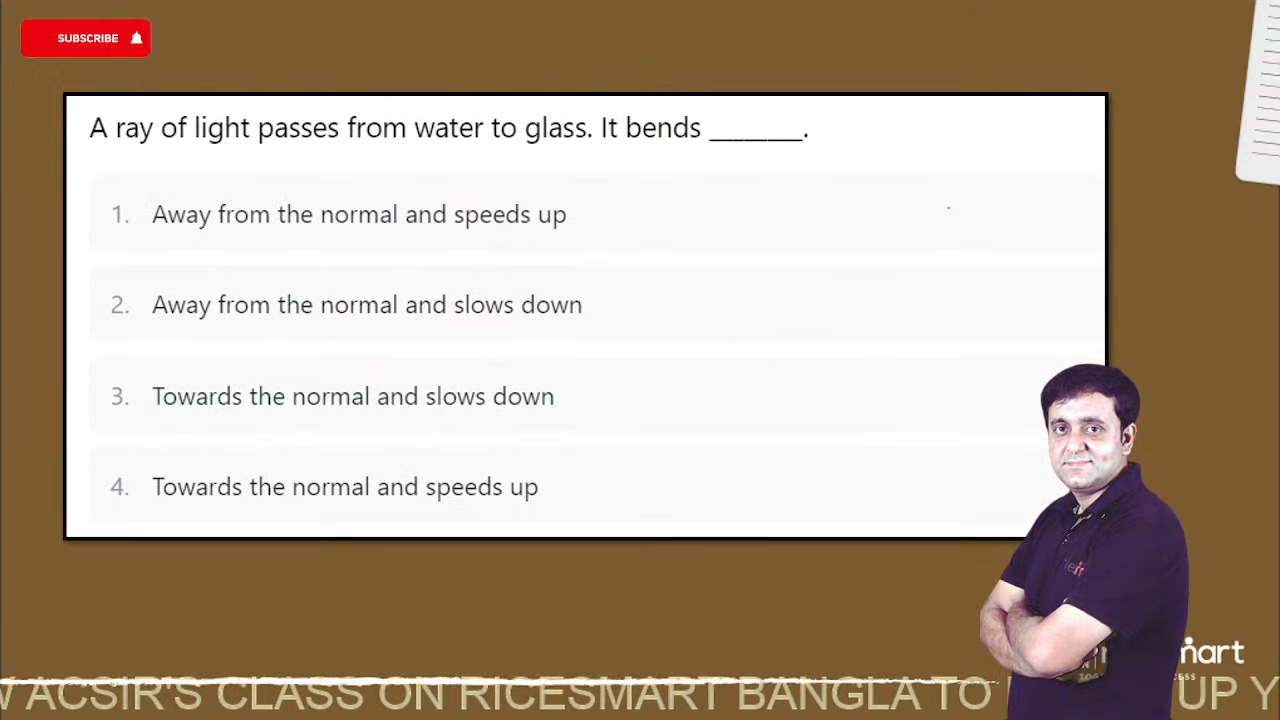 SUBSCRIBE
A ray of light passes from water to glass. It bends ________.
1. Away from the normal and speeds up
2. Away from the normal and slows down
3. Towards the normal and slows down
4. Towards the normal and speeds up
ACSIR'S CLASS ON RICESMART BANGLA TO UP